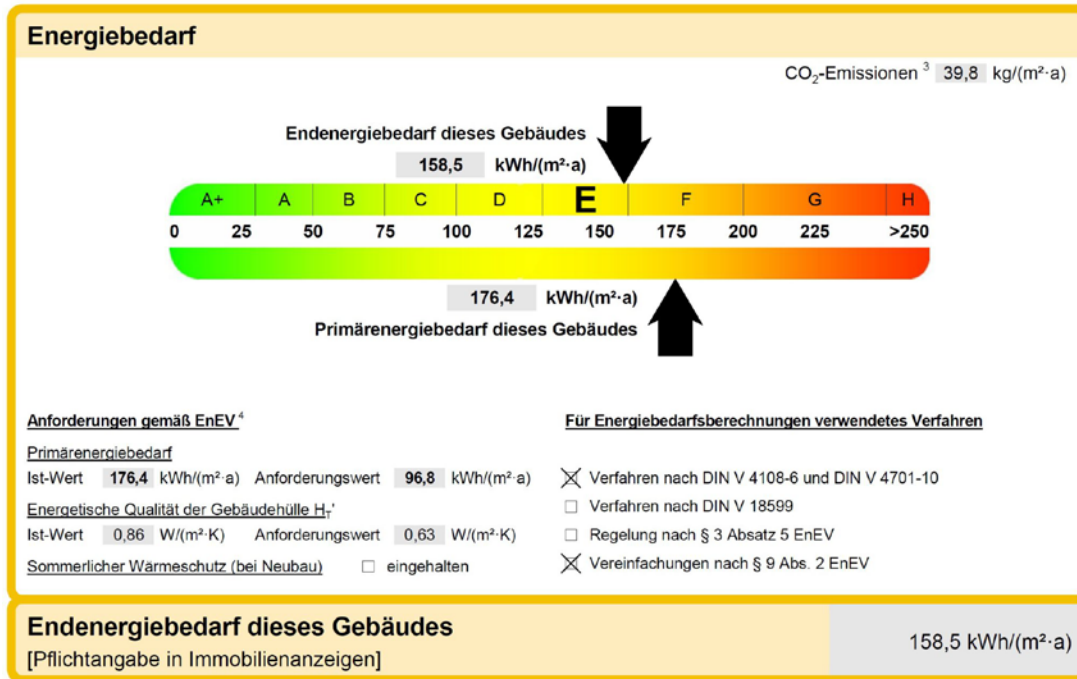 Energiebedarf
CO₂-Emissionen ³ 39,8 kg/(m²·a)
Endenergiebedarf dieses Gebäudes
158,5 kWh/(m²·a)
A+ A B C D E F G H
0 25 50 75 100 125 150 175 200 225 >250
176,4 kWh/(m²·a)
Primärenergiebedarf dieses Gebäudes
Anforderungen gemäß EnEV ⁴
Primärenergiebedarf
Ist-Wert 176,4 kWh/(m²·a) Anforderungswert 96,8 kWh/(m²·a)
Energetische Qualität der Gebäudehülle H_T'
Ist-Wert 0,86 W/(m²·K) Anforderungswert 0,63 W/(m²·K)
Sommerlicher Wärmeschutz (bei Neubau) ☐ eingehalten
Für Energiebedarfsberechnungen verwendetes Verfahren
☒ Verfahren nach DIN V 4108-6 und DIN V 4701-10
☐ Verfahren nach DIN V 18599
☐ Regelung nach § 3 Absatz 5 EnEV
☒ Vereinfachungen nach § 9 Abs. 2 EnEV
Endenergiebedarf dieses Gebäudes
[Pflichtangabe in Immobilienanzeigen]
158,5 kWh/(m²·a)